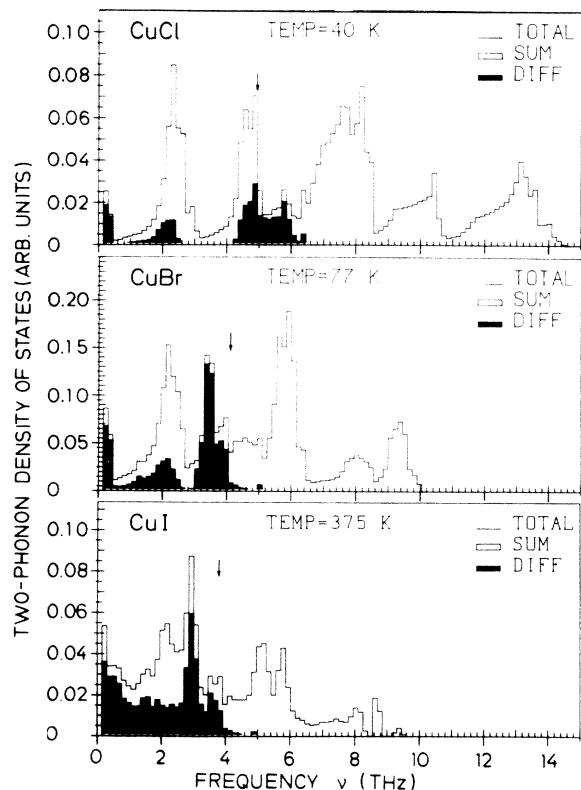 TWO-PHONON DENSITY OF STATES (ARB. UNITS)
CuCl
TEMP=40 K
TOTAL
SUM
DIFF
0.10
0.08
0.06
0.04
0.02
0
CuBr
TEMP=77 K
TOTAL
SUM
DIFF
0.20
0.15
0.10
0.05
0
CuI
TEMP=375 K
TOTAL
SUM
DIFF
0.10
0.08
0.06
0.04
0.02
0
0 2 4 6 8 10 12 14
FREQUENCY ν (THz)